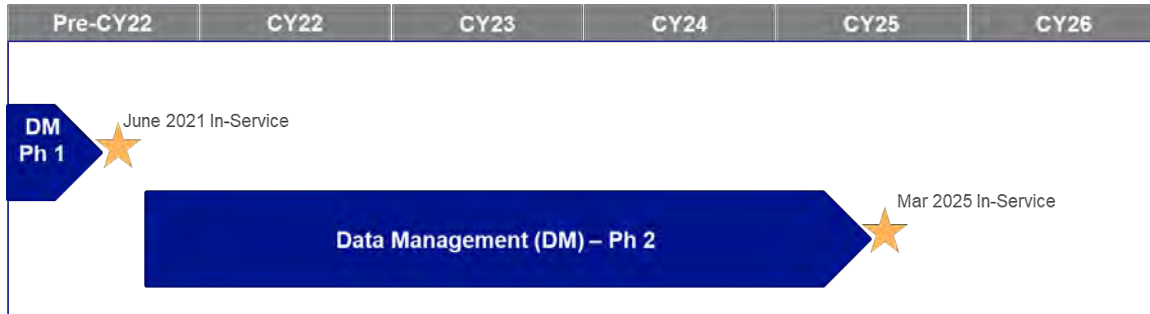 Pre-CY22 CY22 CY23 CY24 CY25 CY26
June 2021 In-Service
DM
Ph 1
Mar 2025 In-Service
Data Management (DM) – Ph 2